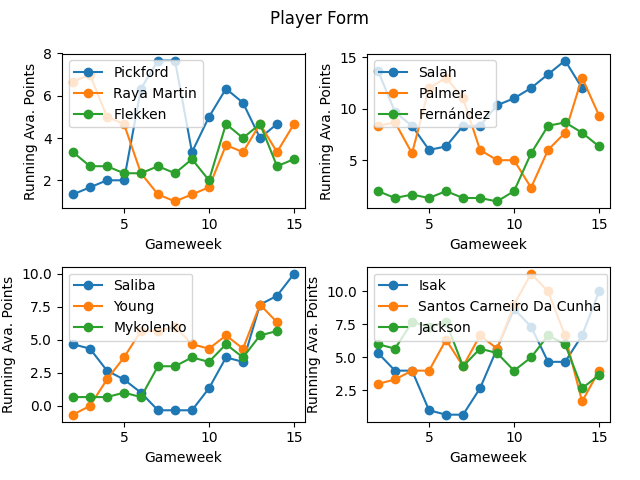 Player Form
Running Ava. Points
8
6
4
2
Pickford
Raya Martin
Flekken
5
10
15
Gameweek
Running Ava. Points
15
10
5
Salah
Palmer
Fernández
5
10
15
Gameweek
Running Ava. Points
10.0
7.5
5.0
2.5
0.0
Saliba
Young
Mykolenko
5
10
15
Gameweek
Running Ava. Points
10.0
7.5
5.0
2.5
Isak
Santos Carneiro Da Cunha
Jackson
5
10
15
Gameweek